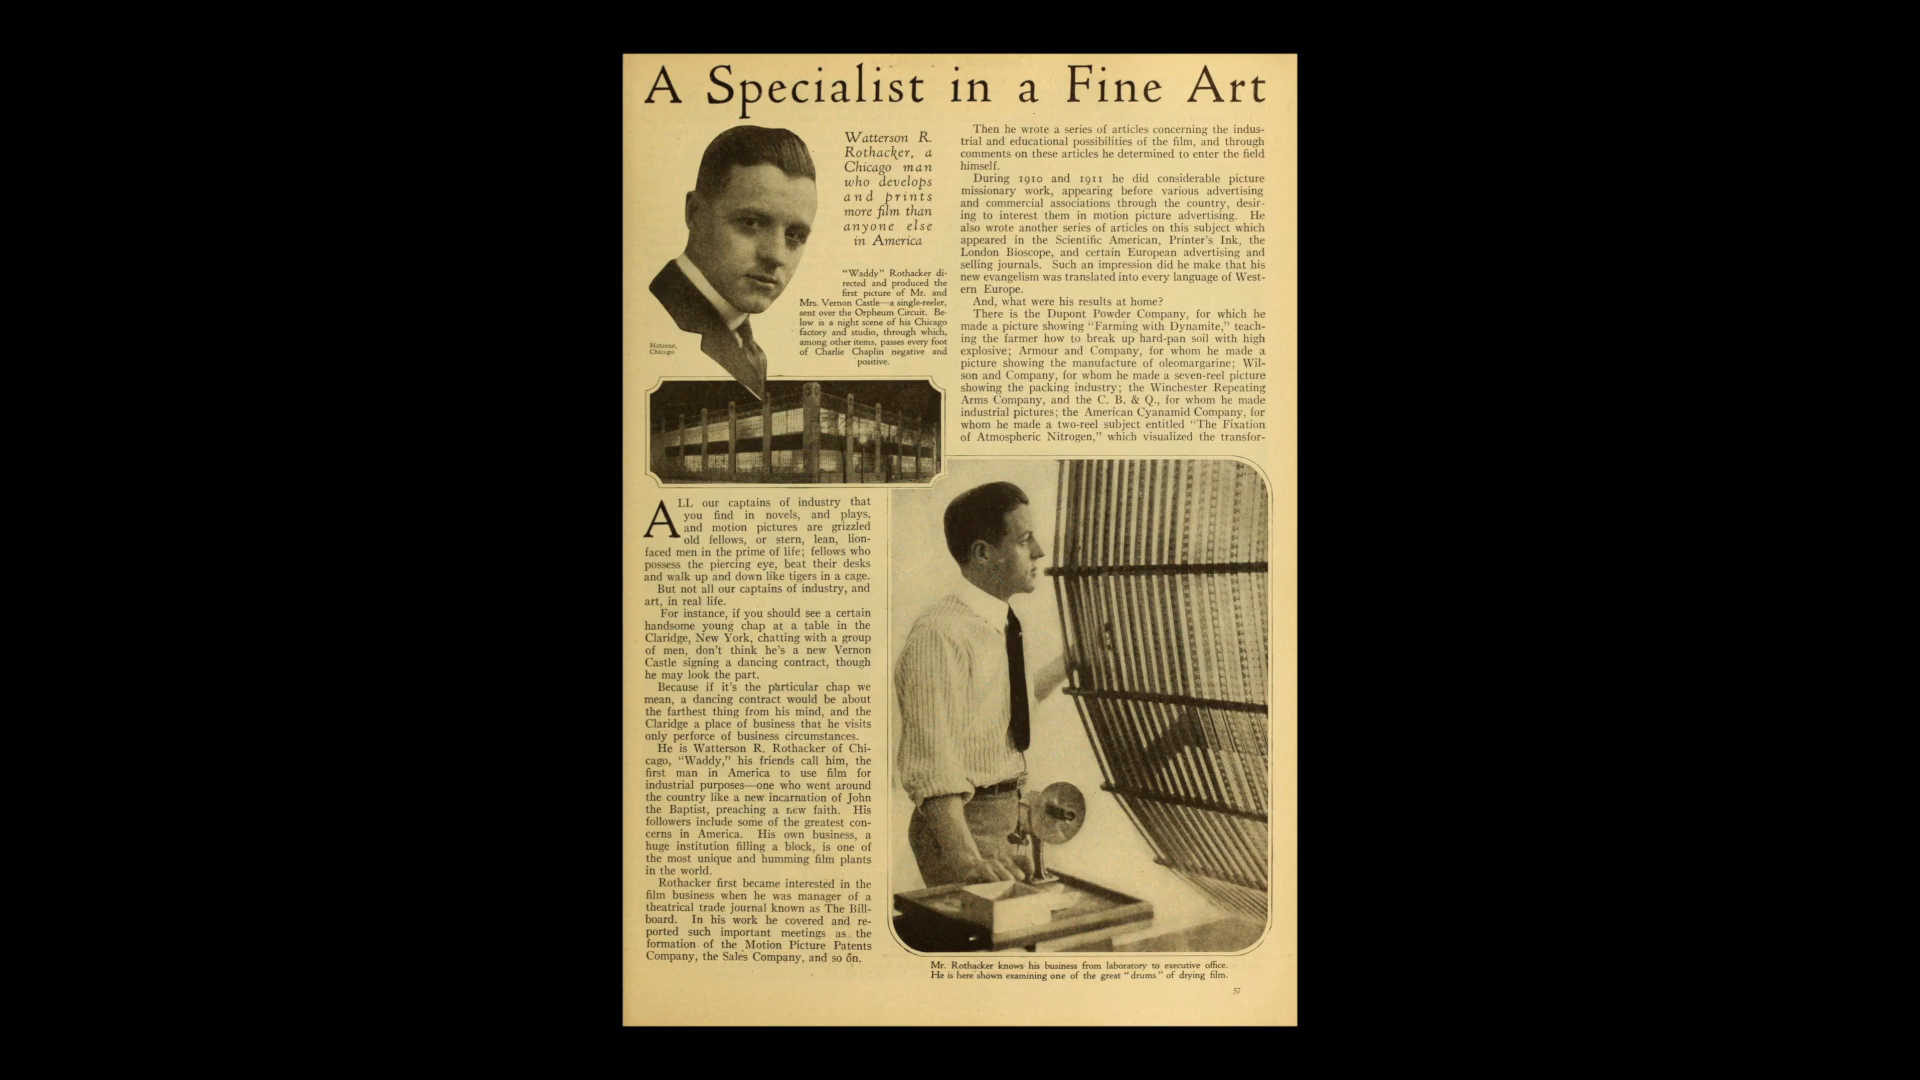 A Specialist in a Fine Art
Watterson R.
Rothacker, a
Chicago man
who develops
and prints
more film than
anyone else
in America
"Waddy" Rothacker di-
rected and produced the
first picture of Mr. and
Mrs. Vernon Castle—a single-reeler,
sent over the Orpheum Circuit. Be-
low is a night scene of his Chicago
factory and studio, through which,
among other items, passes every foot
of Charlie Chaplin negative and
positive.
Matzene,
Chicago
ALL our captains of industry that
you find in novels, and plays,
and motion pictures are grizzled
old fellows, or stern, lean, lion-
faced men in the prime of life; fellows who
possess the piercing eye, beat their desks
and walk up and down like tigers in a cage.
But not all our captains of industry, and
art, in real life.
For instance, if you should see a certain
handsome young chap at a table in the
Claridge, New York, chatting with a group
of men, don't think he's a new Vernon
Castle signing a dancing contract, though
he may look the part.
Because if it's the particular chap we
mean, a dancing contract would be about
the farthest thing from his mind, and the
Claridge a place of business that he visits
only perforce of business circumstances.
He is Watterson R. Rothacker of Chi-
cago, "Waddy," his friends call him, the
first man in America to use film for
industrial purposes—one who went around
the country like a new incarnation of John
the Baptist, preaching a new faith. His
followers include some of the greatest con-
cerns in America. His own business, a
huge institution filling a block, is one of
the most unique and humming film plants
in the world.
Rothacker first became interested in the
film business when he was manager of a
theatrical trade journal known as The Bill-
board. In his work he covered and re-
ported such important meetings as the
formation of the Motion Picture Patents
Company, the Sales Company, and so on.
Then he wrote a series of articles concerning the indus-
trial and educational possibilities of the film, and through
comments on these articles he determined to enter the field
himself.
During 1910 and 1911 he did considerable picture
missionary work, appearing before various advertising
and commercial associations through the country, desir-
ing to interest them in motion picture advertising. He
also wrote another series of articles on this subject which
appeared in the Scientific American, Printer's Ink, the
London Bioscope, and certain European advertising and
selling journals. Such an impression did he make that his
new evangelism was translated into every language of West-
ern Europe.
And, what were his results at home?
There is the Dupont Powder Company, for which he
made a picture showing "Farming with Dynamite," teach-
ing the farmer how to break up hard-pan soil with high
explosive; Armour and Company, for whom he made a
picture showing the manufacture of oleomargarine; Wil-
son and Company, for whom he made a seven-reel picture
showing the packing industry; the Winchester Repeating
Arms Company, and the C. B. & Q., for whom he made
industrial pictures; the American Cyanamid Company, for
whom he made a two-reel subject entitled "The Fixation
of Atmospheric Nitrogen," which visualized the transfor-
Mr. Rothacker knows his business from laboratory to executive office.
He is here shown examining one of the great "drums" of drying film.
57